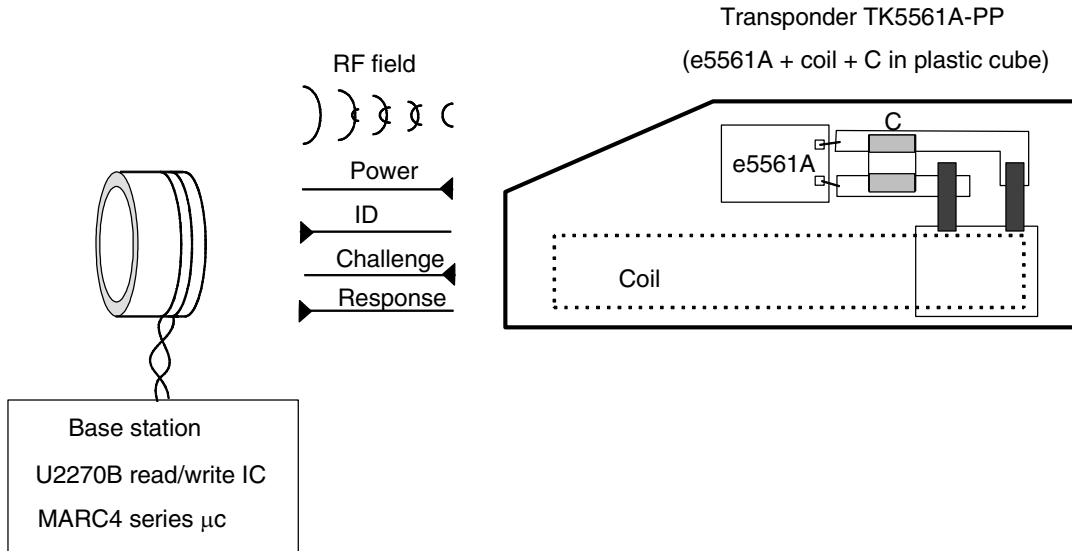 Transponder TK5561A-PP
(e5561A + coil + C in plastic cube)
RF field
Power
ID
Challenge
Response
C
e5561A
Coil
Base station
U2270B read/write IC
MARC4 series μc